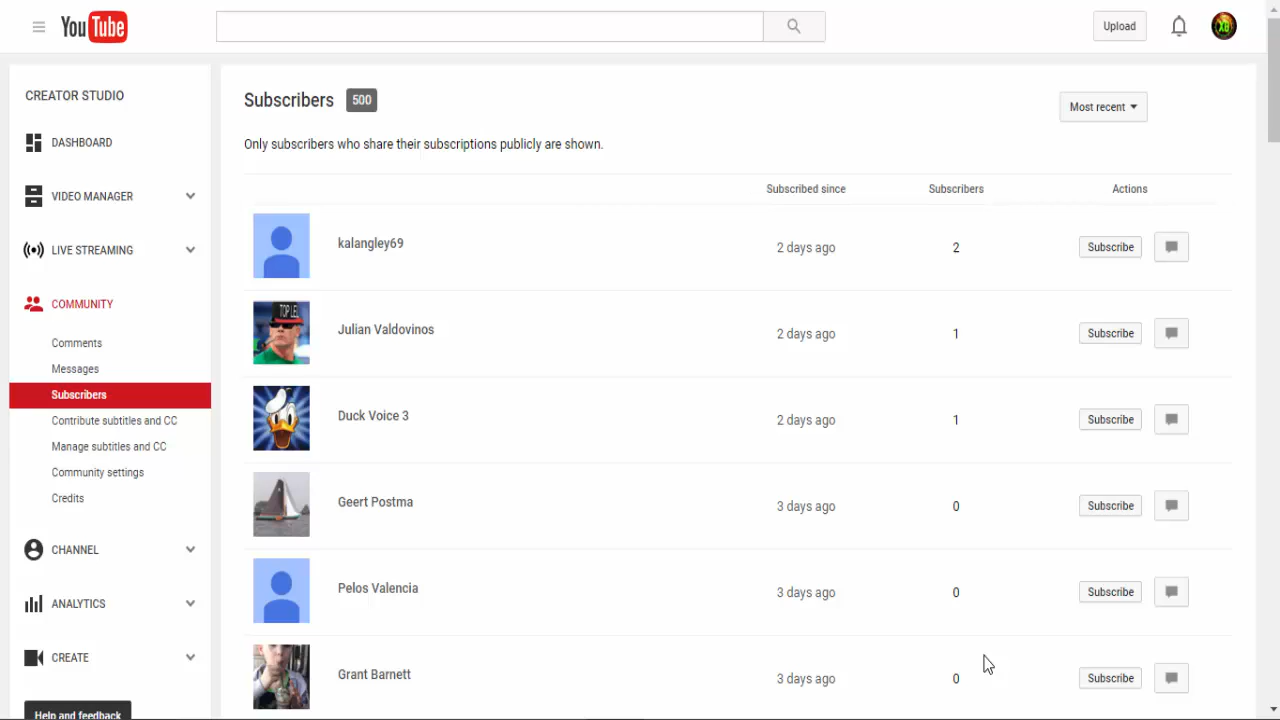 YouTube
Upload
CREATOR STUDIO
DASHBOARD
VIDEO MANAGER
LIVE STREAMING
COMMUNITY
Comments
Messages
Subscribers
Contribute subtitles and CC
Manage subtitles and CC
Community settings
Credits
CHANNEL
ANALYTICS
CREATE
Help and feedback
Subscribers 500
Most recent
Only subscribers who share their subscriptions publicly are shown.
Subscribed since Subscribers Actions
kalangley69 2 days ago 2 Subscribe
Julian Valdovinos 2 days ago 1 Subscribe
Duck Voice 3 2 days ago 1 Subscribe
Geert Postma 3 days ago 0 Subscribe
Pelos Valencia 3 days ago 0 Subscribe
Grant Barnett 3 days ago 0 Subscribe